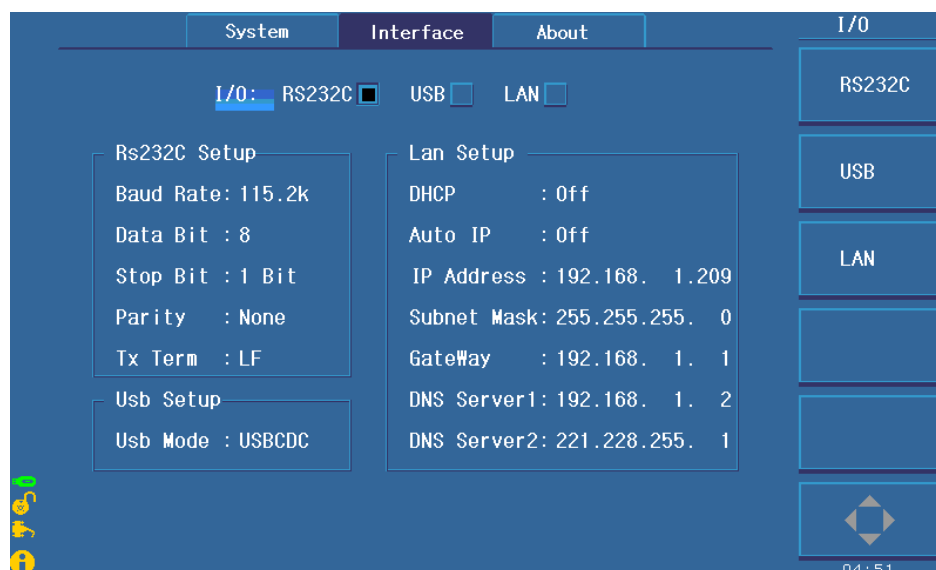 System Interface About
I/O
I/O: RS232C USB LAN
RS232C
USB
LAN
Rs232C Setup
Baud Rate: 115.2k
Data Bit : 8
Stop Bit : 1 Bit
Parity : None
Tx Term : LF
Usb Setup
Usb Mode : USBCDC
Lan Setup
DHCP : Off
Auto IP : Off
IP Address : 192.168. 1.209
Subnet Mask: 255.255.255. 0
GateWay : 192.168. 1. 1
DNS Server1: 192.168. 1. 2
DNS Server2: 221.228.255. 1
04:51